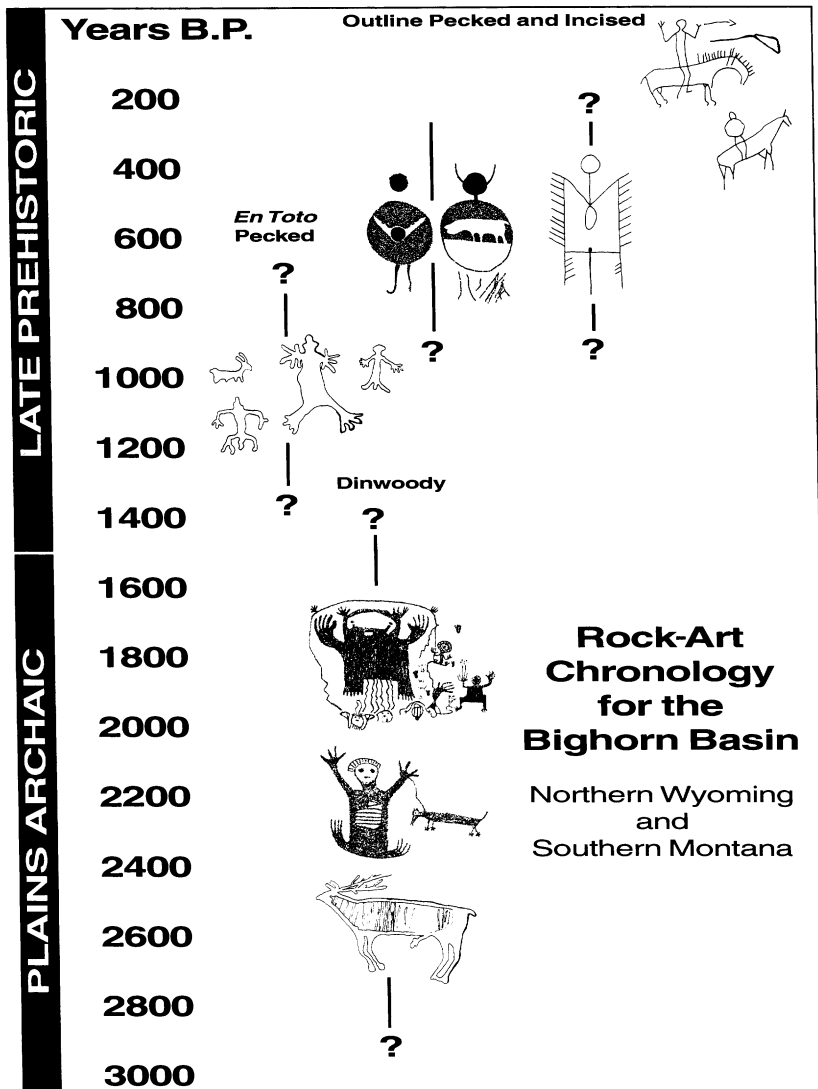 Years B.P.
Outline Pecked and Incised
LATE PREHISTORIC
200
?
400
En Toto
Pecked
600
?
800
?
?
1000
1200
?
Dinwoody
1400
?
1600
PLAINS ARCHAIC
1800
2000
2200
2400
2600
2800
?
3000
Rock-Art
Chronology
for the
Bighorn Basin
Northern Wyoming
and
Southern Montana